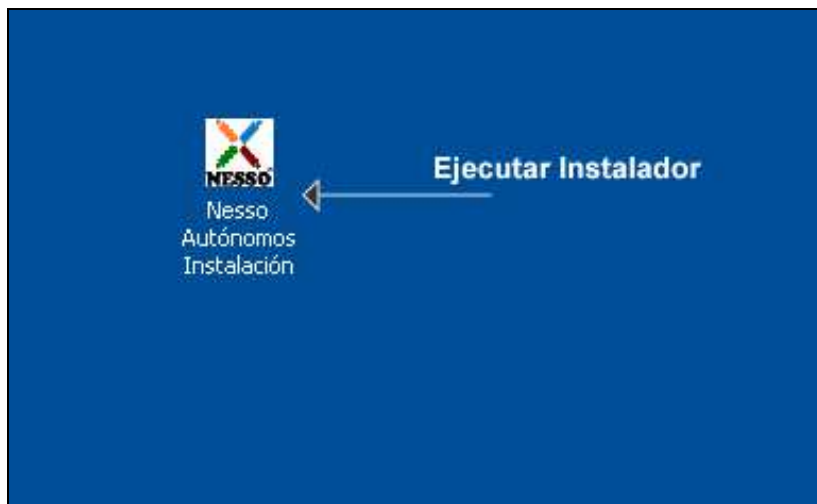 NESSO
Ejecutar Instalador
Nesso
Autónomos
Instalación